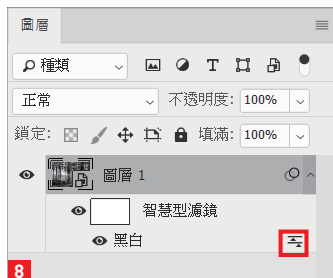 圖層
種類
正常 不透明度: 100%
鎖定: 填滿: 100%
圖層 1
智慧型濾鏡
黑白
8